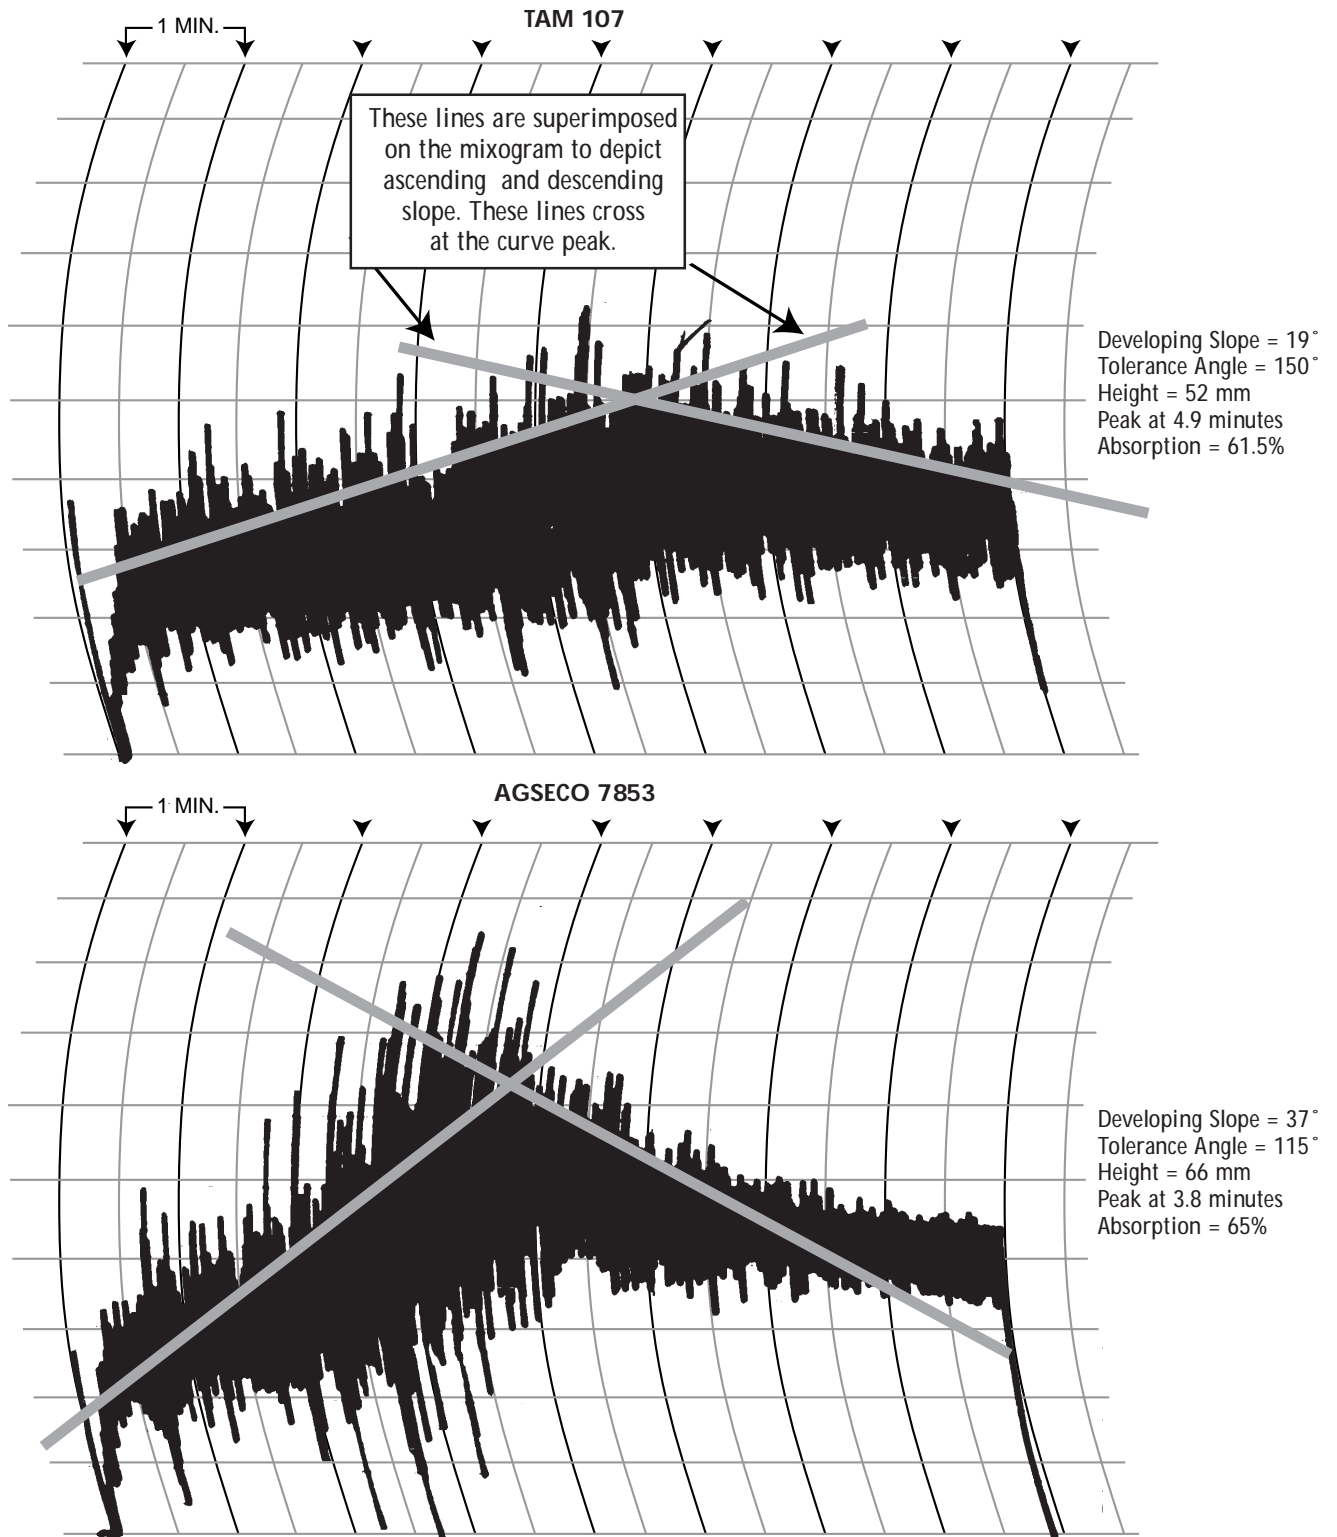 TAM 107
1 MIN.
These lines are superimposed
on the mixogram to depict
ascending and descending
slope. These lines cross
at the curve peak.
Developing Slope = 19°
Tolerance Angle = 150°
Height = 52 mm
Peak at 4.9 minutes
Absorption = 61.5%
AGSECO 7853
1 MIN.
Developing Slope = 37°
Tolerance Angle = 115°
Height = 66 mm
Peak at 3.8 minutes
Absorption = 65%